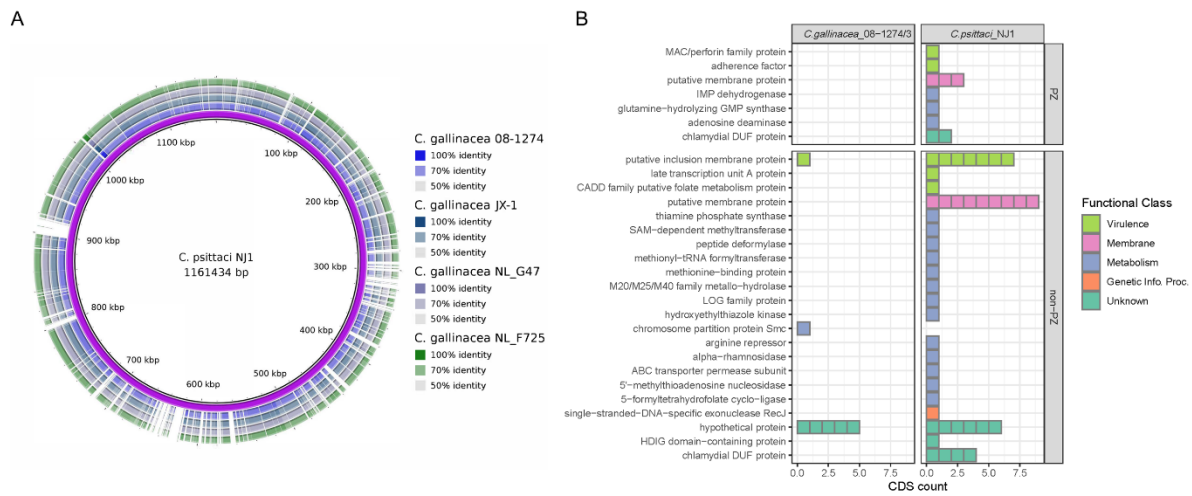 A
1100 kbp
100 kbp
200 kbp
300 kbp
400 kbp
500 kbp
600 kbp
700 kbp
800 kbp
900 kbp
1000 kbp
C. psittaci NJ1
1161434 bp
C. gallinacea 08-1274
100% identity
70% identity
50% identity
C. gallinacea JX-1
100% identity
70% identity
50% identity
C. gallinacea NL_G47
100% identity
70% identity
50% identity
C. gallinacea NL_F725
100% identity
70% identity
50% identity
B
C.gallinacea_08−1274/3
C.psittaci_NJ1
MAC/perforin family protein
adherence factor
putative membrane protein
IMP dehydrogenase
glutamine−hydrolyzing GMP synthase
adenosine deaminase
chlamydial DUF protein
PZ
putative inclusion membrane protein
late transcription unit A protein
CADD family putative folate metabolism protein
putative membrane protein
thiamine phosphate synthase
SAM−dependent methyltransferase
peptide deformylase
methionyl−tRNA formyltransferase
methionine−binding protein
M20/M25/M40 family metallo−hydrolase
LOG family protein
hydroxyethylthiazole kinase
chromosome partition protein Smc
arginine repressor
alpha−rhamnosidase
ABC transporter permease subunit
5'−methylthioadenosine nucleosidase
5−formyltetrahydrofolate cyclo−ligase
single−stranded−DNA−specific exonuclease RecJ
hypothetical protein
HDIG domain−containing protein
chlamydial DUF protein
non−PZ
0.0 2.5 5.0 7.5 0.0 2.5 5.0 7.5
CDS count
Functional Class
Virulence
Membrane
Metabolism
Genetic Info. Proc.
Unknown